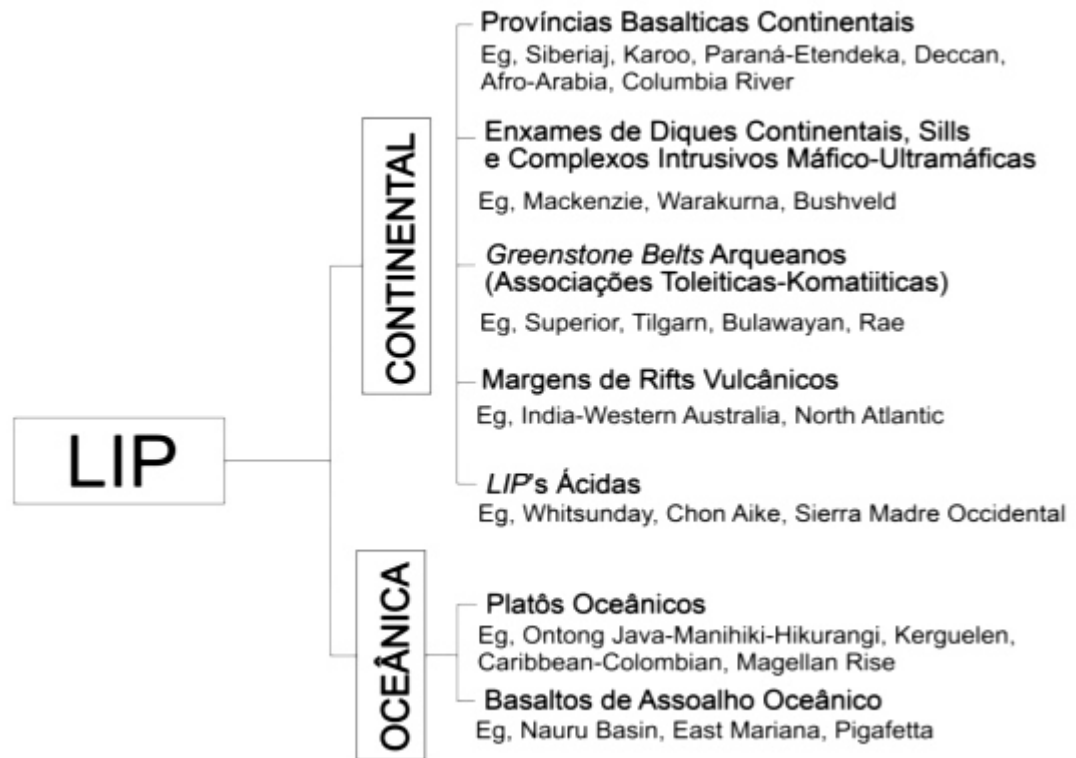 LIP
CONTINENTAL
Províncias Basalticas Continentais
Eg, Siberiaj, Karoo, Paraná-Etendeka, Deccan,
Afro-Arabia, Columbia River
Enxames de Diques Continentais, Sills
e Complexos Intrusivos Máfico-Ultramáficas
Eg, Mackenzie, Warakurna, Bushveld
Greenstone Belts Arqueanos
(Associações Toleiticas-Komatiiticas)
Eg, Superior, Tilgarn, Bulawayan, Rae
Margens de Rifts Vulcânicos
Eg, India-Western Australia, North Atlantic
LIP's Ácidas
Eg, Whitsunday, Chon Aike, Sierra Madre Occidental
OCEÂNICA
Platôs Oceânicos
Eg, Ontong Java-Manihiki-Hikurangi, Kerguelen,
Caribbean-Colombian, Magellan Rise
Basaltos de Assoalho Oceânico
Eg, Nauru Basin, East Mariana, Pigafetta